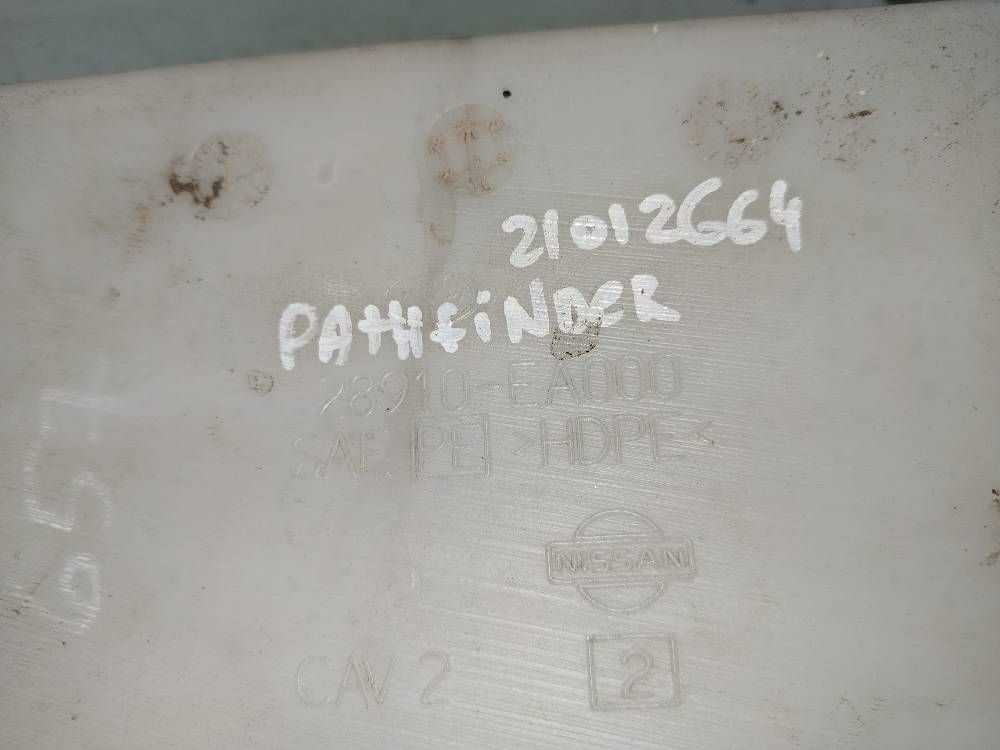 21012664
PATHFiNDER
28910-EA000
SAE PE >HDPE<
NISSAN
CAV 2 2